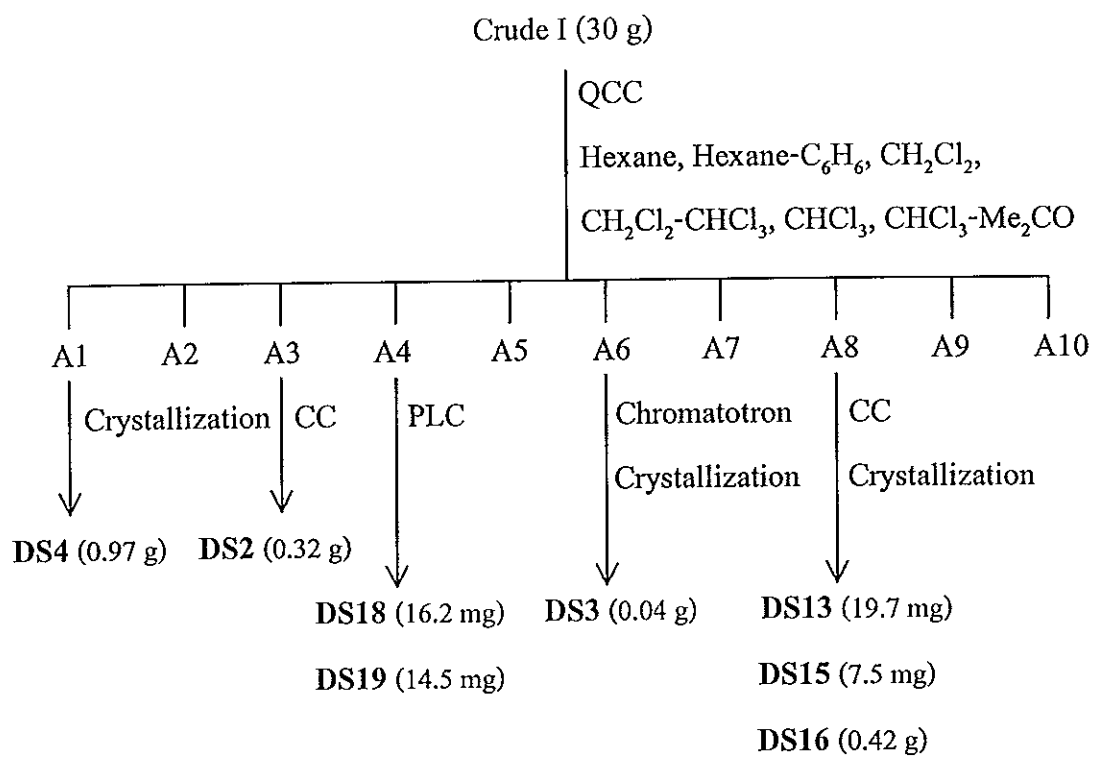 Crude I (30 g)
QCC
Hexane, Hexane-C₆H₆, CH₂Cl₂,
CH₂Cl₂-CHCl₃, CHCl₃, CHCl₃-Me₂CO
A1 A2 A3 A4 A5 A6 A7 A8 A9 A10
Crystallization CC PLC Chromatotron CC
Crystallization Crystallization
DS4 (0.97 g) DS2 (0.32 g)
DS18 (16.2 mg) DS3 (0.04 g) DS13 (19.7 mg)
DS19 (14.5 mg) DS15 (7.5 mg)
DS16 (0.42 g)